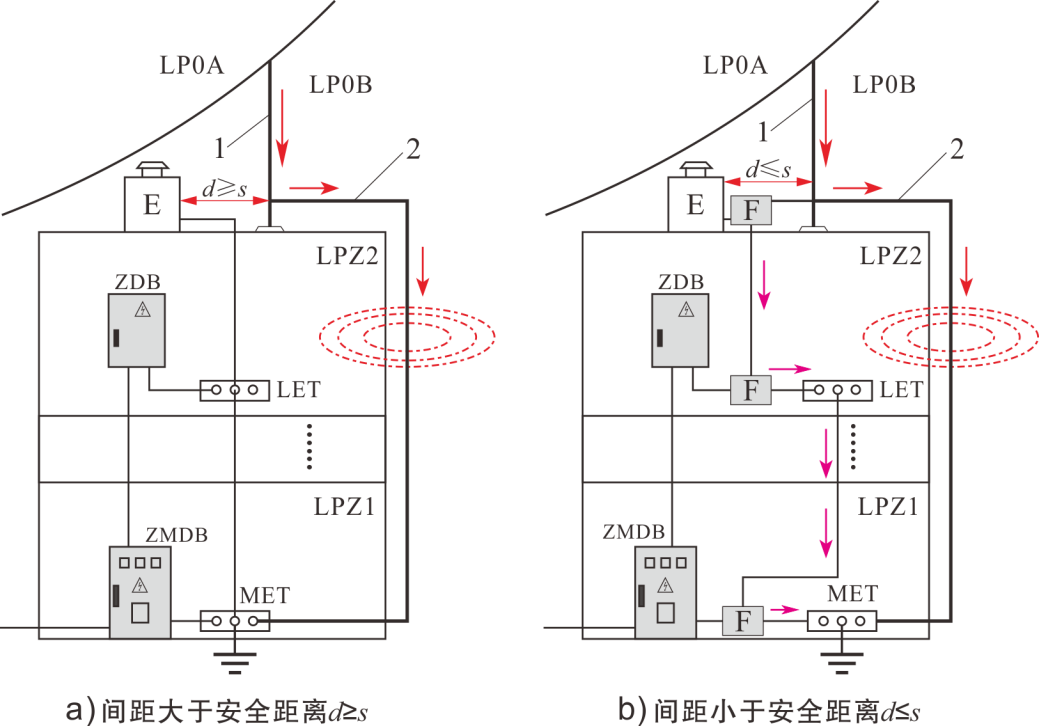 LP0A
LP0B
1
2
E
d≥s
LPZ2
ZDB
LET
LPZ1
ZMDB
MET
a) 间距大于安全距离d≥s
LP0A
LP0B
1
2
d≤s
E
F
LPZ2
ZDB
F
LET
LPZ1
ZMDB
MET
F
b) 间距小于安全距离d≤s